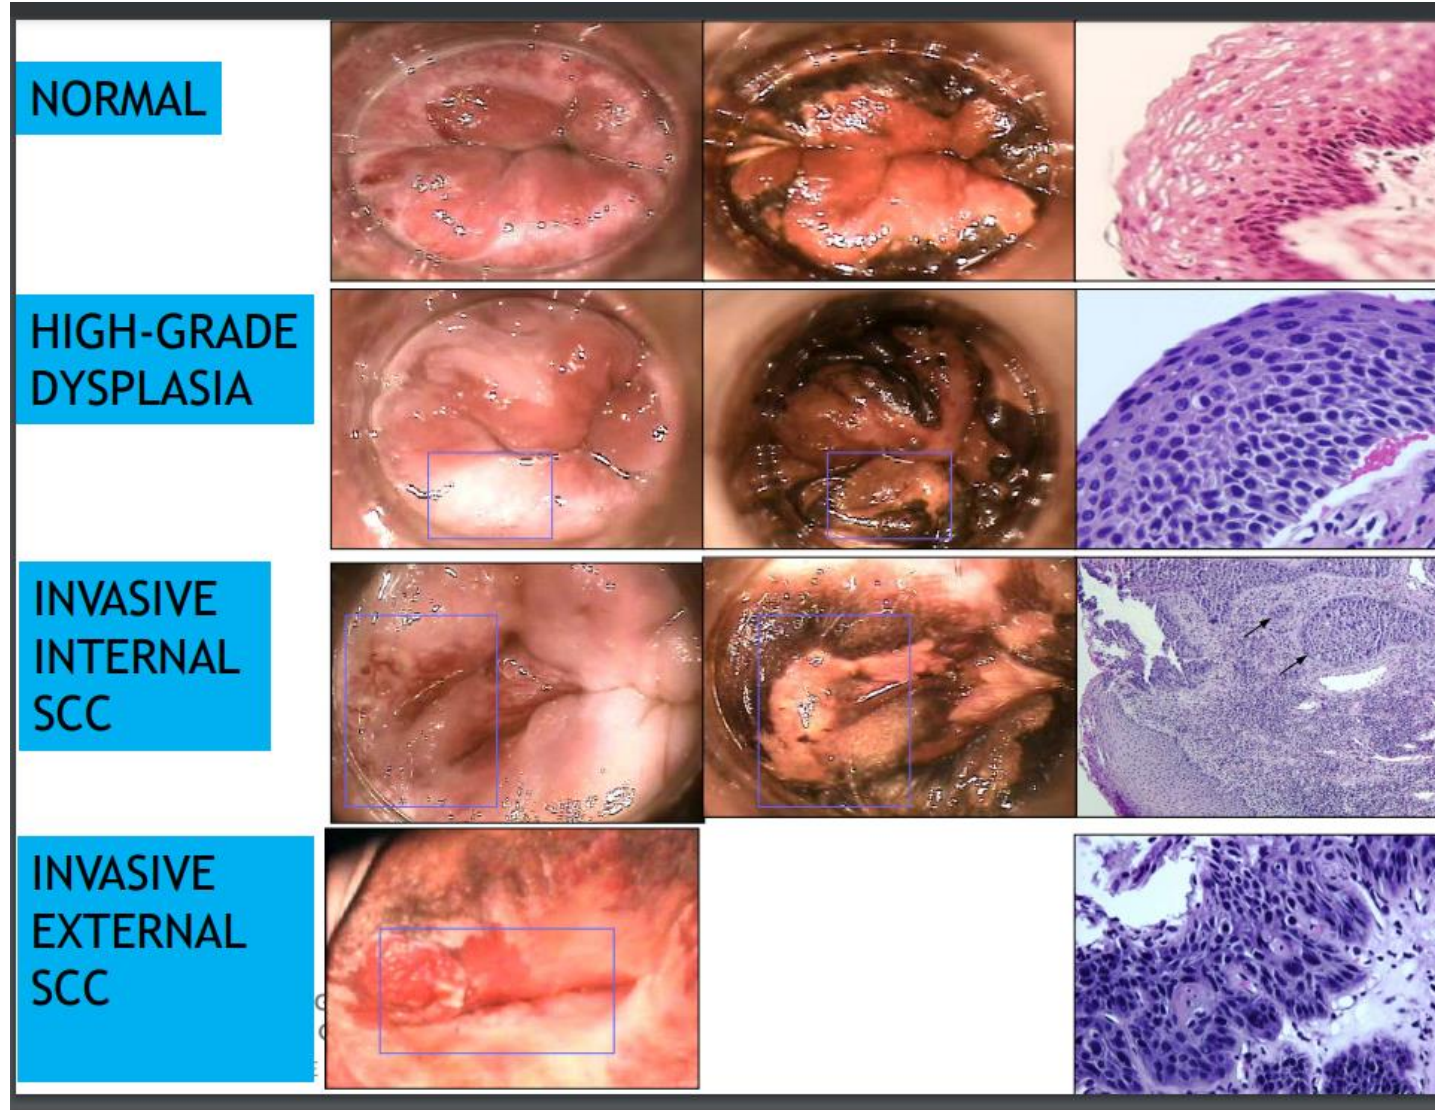 NORMAL
HIGH-GRADE
DYSPLASIA
INVASIVE
INTERNAL
SCC
INVASIVE
EXTERNAL
SCC